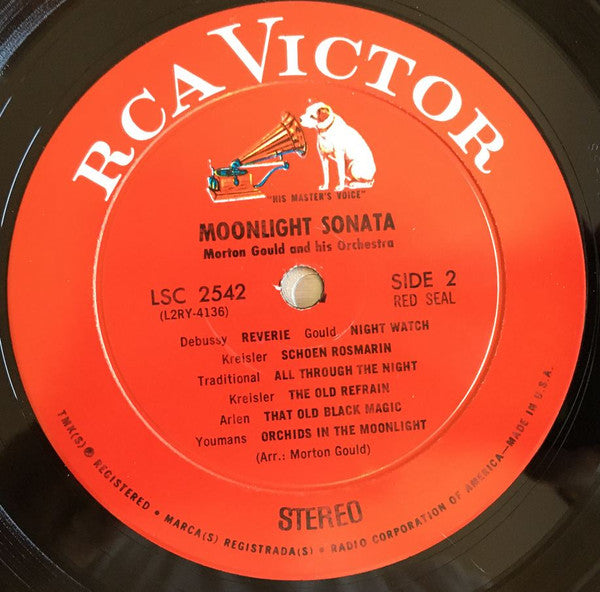 RCA VICTOR
"HIS MASTER'S VOICE"
MOONLIGHT SONATA
Morton Gould and his Orchestra
LSC 2542 SIDE 2
(L2RY-4136) RED SEAL
Debussy REVERIE Gould NIGHT WATCH
Kreisler SCHOEN ROSMARIN
Traditional ALL THROUGH THE NIGHT
Kreisler THE OLD REFRAIN
Arlen THAT OLD BLACK MAGIC
Youmans ORCHIDS IN THE MOONLIGHT
(Arr.: Morton Gould)
STEREO
TMK(S) ® REGISTERED • MARCA(S) REGISTRADA(S) • RADIO CORPORATION OF AMERICA—MADE IN U.S.A.